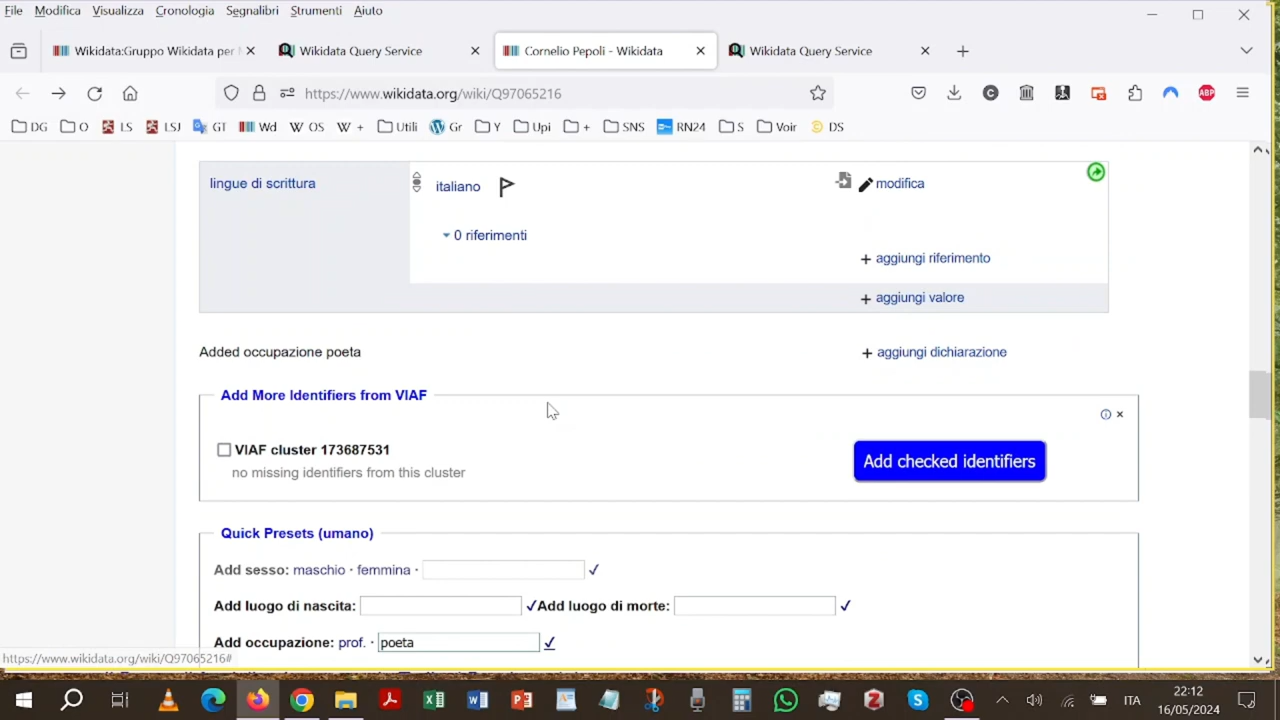 File Modifica Visualizza Cronologia Segnalibri Strumenti Aiuto
Wikidata:Gruppo Wikidata per
Wikidata Query Service
Cornelio Pepoli - Wikidata
Wikidata Query Service
https://www.wikidata.org/wiki/Q97065216
DG O LS LSJ GT Wd OS + Utili Gr Y Upi + SNS RN24 S Voir DS
lingue di scrittura
italiano
modifica
0 riferimenti
+ aggiungi riferimento
+ aggiungi valore
Added occupazione poeta
+ aggiungi dichiarazione
Add More Identifiers from VIAF
VIAF cluster 173687531
no missing identifiers from this cluster
Add checked identifiers
Quick Presets (umano)
Add sesso: maschio · femmina ·
Add luogo di nascita:
Add luogo di morte:
Add occupazione: prof. · poeta
https://www.wikidata.org/wiki/Q97065216#
ITA
22:12
16/05/2024